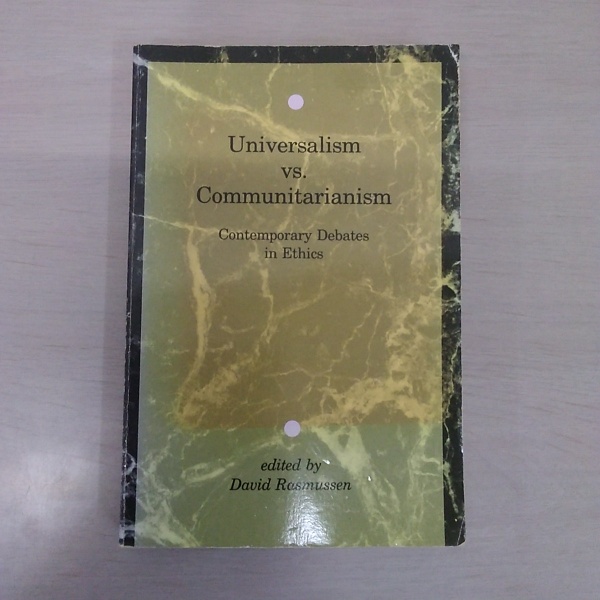 Universalism
vs.
Communitarianism
Contemporary Debates
in Ethics
edited by
David Rasmussen